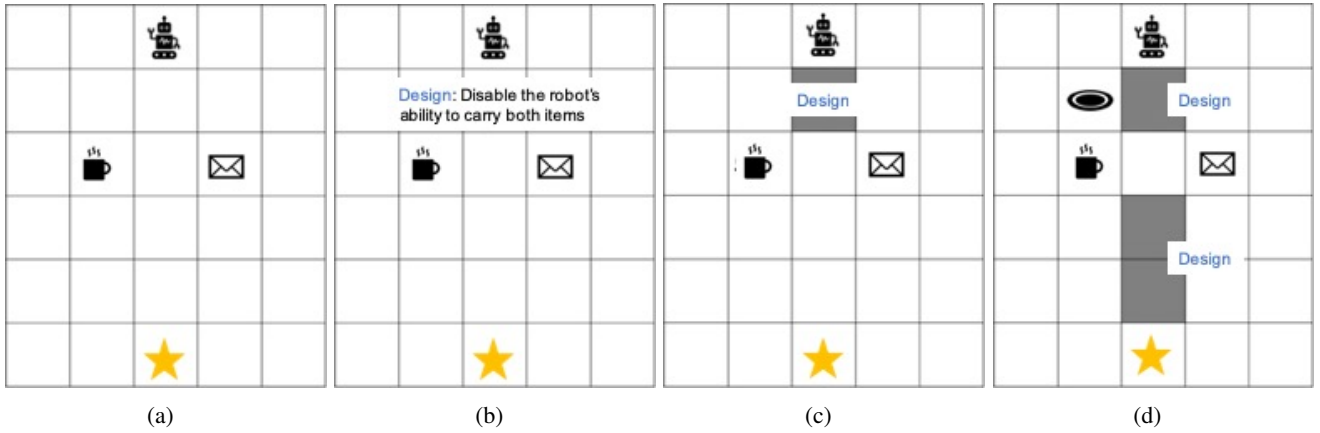 Design: Disable the robot's
ability to carry both items
Design
Design
Design
(a)
(b)
(c)
(d)